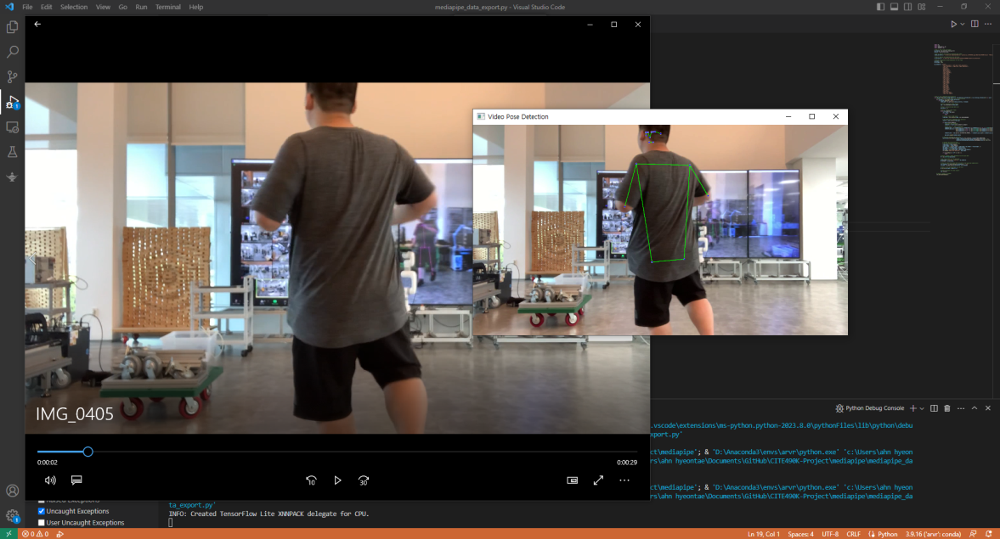 File Edit Selection View Go Run Terminal Help
mediapipe_data_export.py - Visual Studio Code
1
Video Pose Detection
IMG_0405
0:00:02
0:00:29
10
30
Python Debug Console
.vscode\extensions\ms-python.python-2023.8.0\pythonFiles\lib\python\debu
xport.py'
ct\mediapipe'; & 'D:\Anaconda3\envs\arvr\python.exe' 'c:\Users\ahn hyeon
rs\ahn hyeontae\Documents\GitHub\CITE490K-Project\mediapipe\mediapipe_da
ct\mediapipe'; & 'D:\Anaconda3\envs\arvr\python.exe' 'c:\Users\ahn hyeon
rs\ahn hyeontae\Documents\GitHub\CITE490K-Project\mediapipe\mediapipe_da
ta_export.py'
INFO: Created TensorFlow Lite XNNPACK delegate for CPU.
Raised Exceptions
Uncaught Exceptions
User Uncaught Exceptions
1
0 0
Ln 19, Col 1 Spaces: 4 UTF-8 CRLF Python 3.9.16 ('arvr': conda)